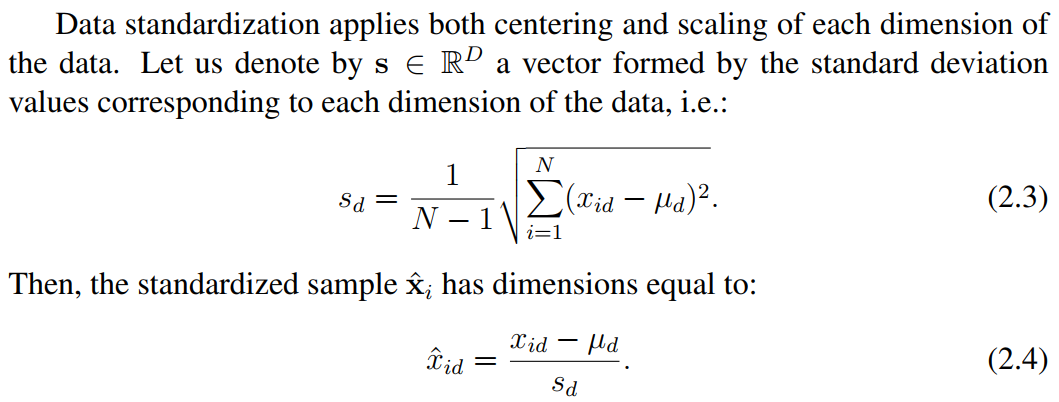 Data standardization applies both centering and scaling of each dimension of
the data. Let us denote by s ∈ ℝᴰ a vector formed by the standard deviation
values corresponding to each dimension of the data, i.e.:
s_d = \frac{1}{N − 1} \sqrt{\sum_{i=1}^{N} (x_{id} − μ_d)^2}. (2.3)
Then, the standardized sample x̂ᵢ has dimensions equal to:
\hat{x}_{id} = \frac{x_{id} − μ_d}{s_d}. (2.4)